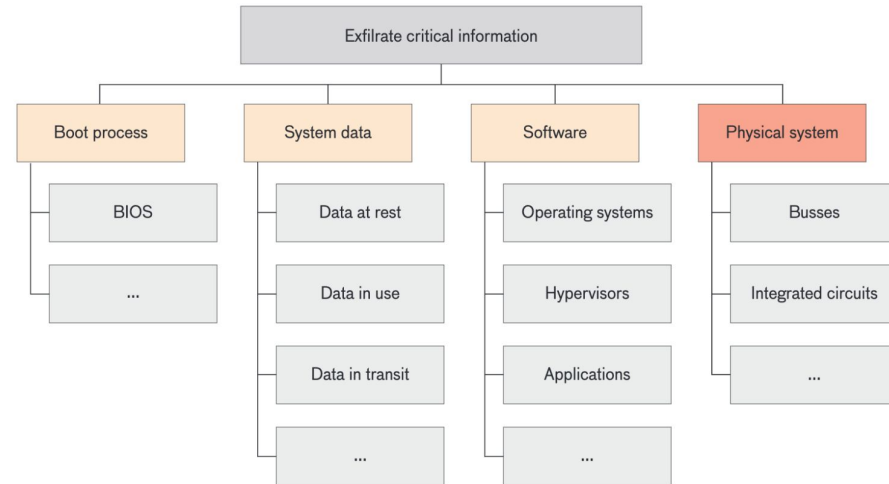 Exfilrate critical information
Boot process
System data
Software
Physical system
BIOS
Data at rest
Operating systems
Busses
...
Data in use
Hypervisors
Integrated circuits
Data in transit
Applications
...
...
...